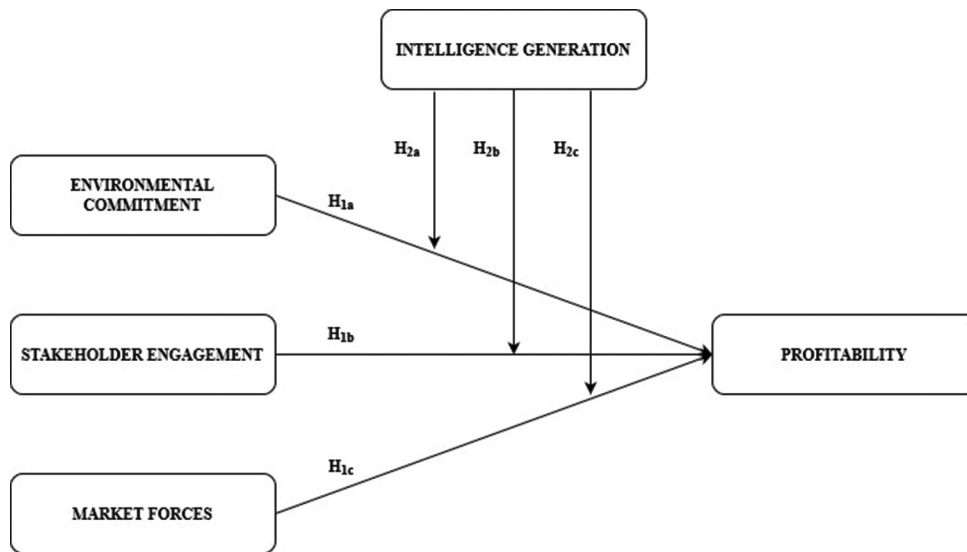 INTELLIGENCE GENERATION
H2a
H2b
H2c
ENVIRONMENTAL
COMMITMENT
H1a
STAKEHOLDER ENGAGEMENT
H1b
PROFITABILITY
H1c
MARKET FORCES